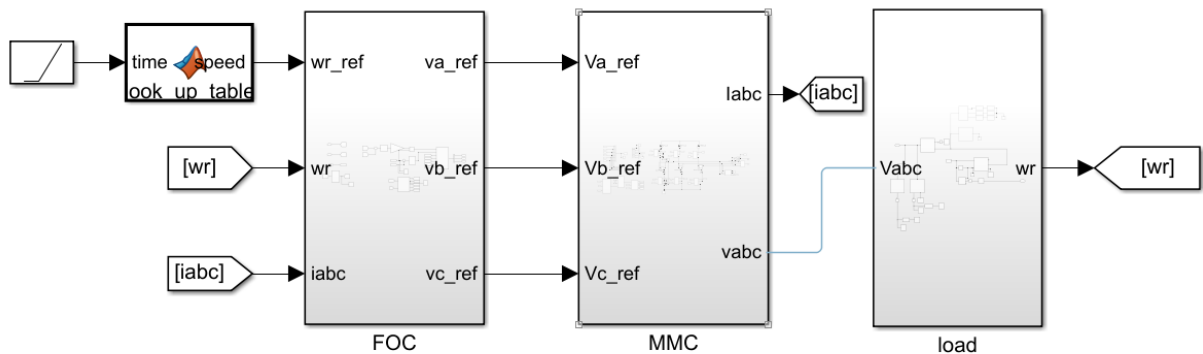 time speed
ook_up_table
wr_ref
va_ref
Va_ref
Iabc
[iabc]
[wr]
wr
vb_ref
Vb_ref
Vabc
wr
[wr]
vabc
[iabc]
iabc
vc_ref
Vc_ref
FOC
MMC
load